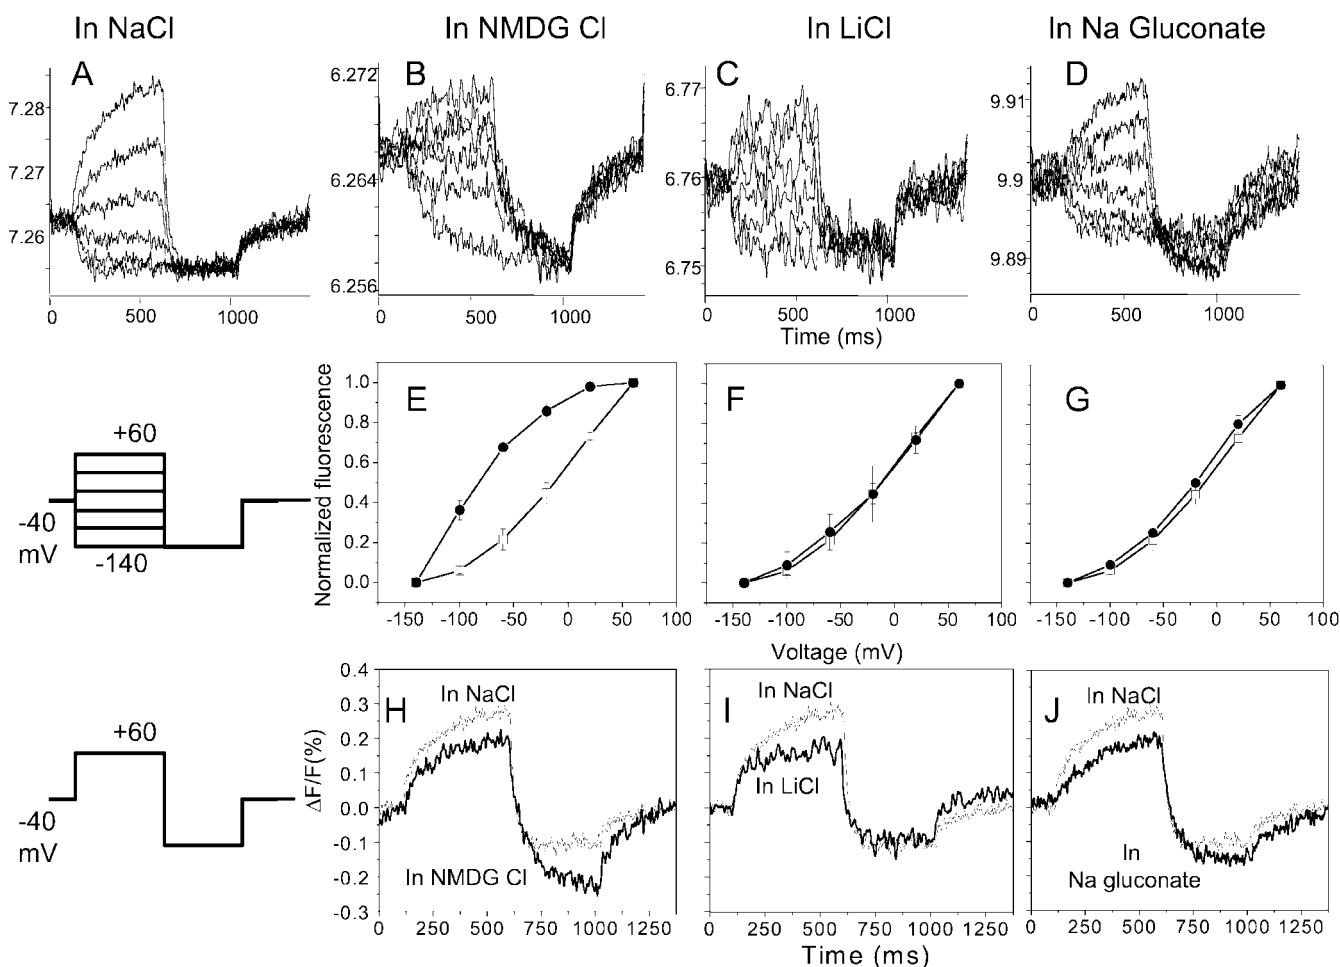 In NaCl
In NMDG Cl
In LiCl
In Na Gluconate
A
7.28
7.27
7.26
0
500
1000
B
6.272
6.264
6.256
0
500
1000
C
6.77
6.76
6.75
0
500
1000
Time (ms)
D
9.91
9.9
9.89
0
500
1000
+60
-40
mV
-140
Normalized fluorescence
1.0
0.8
0.6
0.4
0.2
0.0
E
-150 -100 -50 0 50 100
F
-150 -100 -50 0 50 100
Voltage (mV)
G
-150 -100 -50 0 50 100
+60
-40
mV
ΔF/F(%)
0.4
0.3
0.2
0.1
0.0
-0.1
-0.2
-0.3
H
In NaCl
In NMDG Cl
0 250 500 750 1000 1250
I
In NaCl
In LiCl
0 250 500 750 1000 1250
Time (ms)
J
In NaCl
In
Na gluconate
0 250 500 750 1000 1250